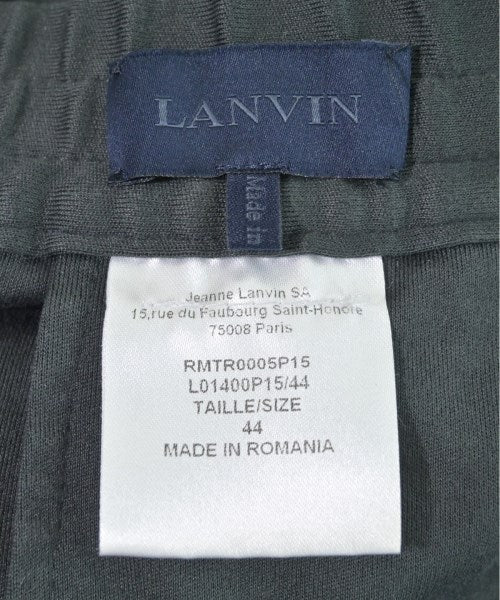 LANVIN
Made in
Jeanne Lanvin SA
15,rue du Faubourg Saint-Honore
75008 Paris
RMTR0005P15
L01400P15/44
TAILLE/SIZE
44
MADE IN ROMANIA